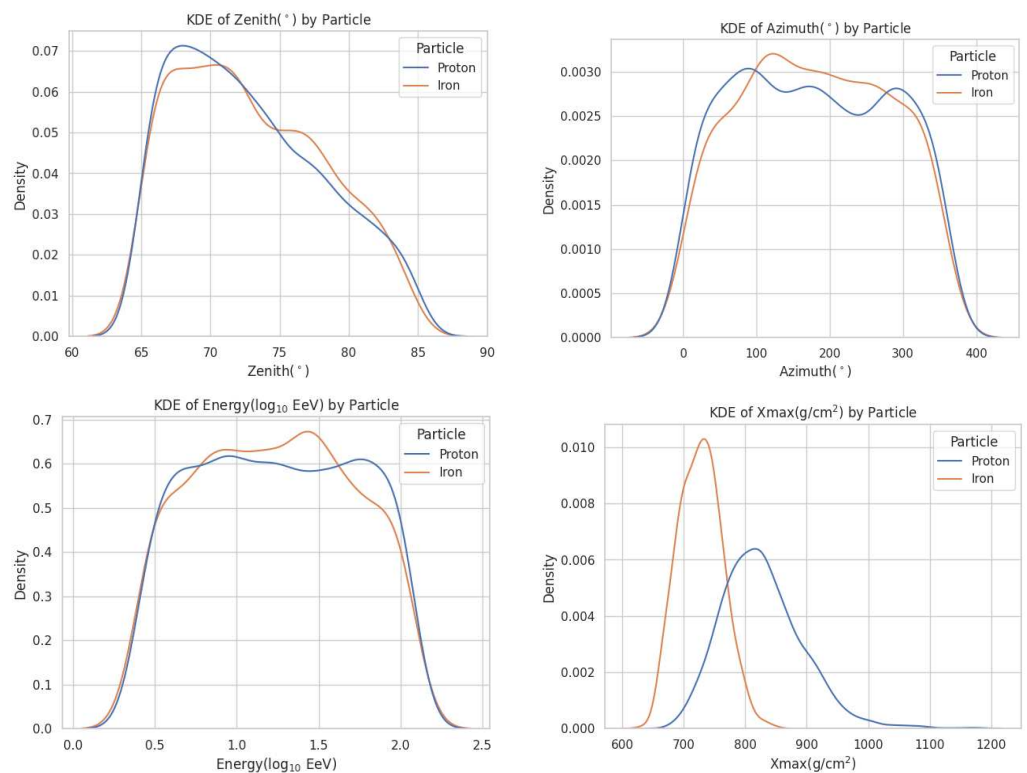 KDE of Zenith(°) by Particle
Particle
Proton
Iron
0.07
0.06
0.05
0.04
0.03
0.02
0.01
0.00
Density
60 65 70 75 80 85 90
Zenith(°)
KDE of Azimuth(°) by Particle
Particle
Proton
Iron
0.0030
0.0025
0.0020
0.0015
0.0010
0.0005
0.0000
Density
0 100 200 300 400
Azimuth(°)
KDE of Energy(log₁₀ EeV) by Particle
Particle
Proton
Iron
0.7
0.6
0.5
0.4
0.3
0.2
0.1
0.0
Density
0.0 0.5 1.0 1.5 2.0 2.5
Energy(log₁₀ EeV)
KDE of Xmax(g/cm²) by Particle
Particle
Proton
Iron
0.010
0.008
0.006
0.004
0.002
0.000
Density
600 700 800 900 1000 1100 1200
Xmax(g/cm²)